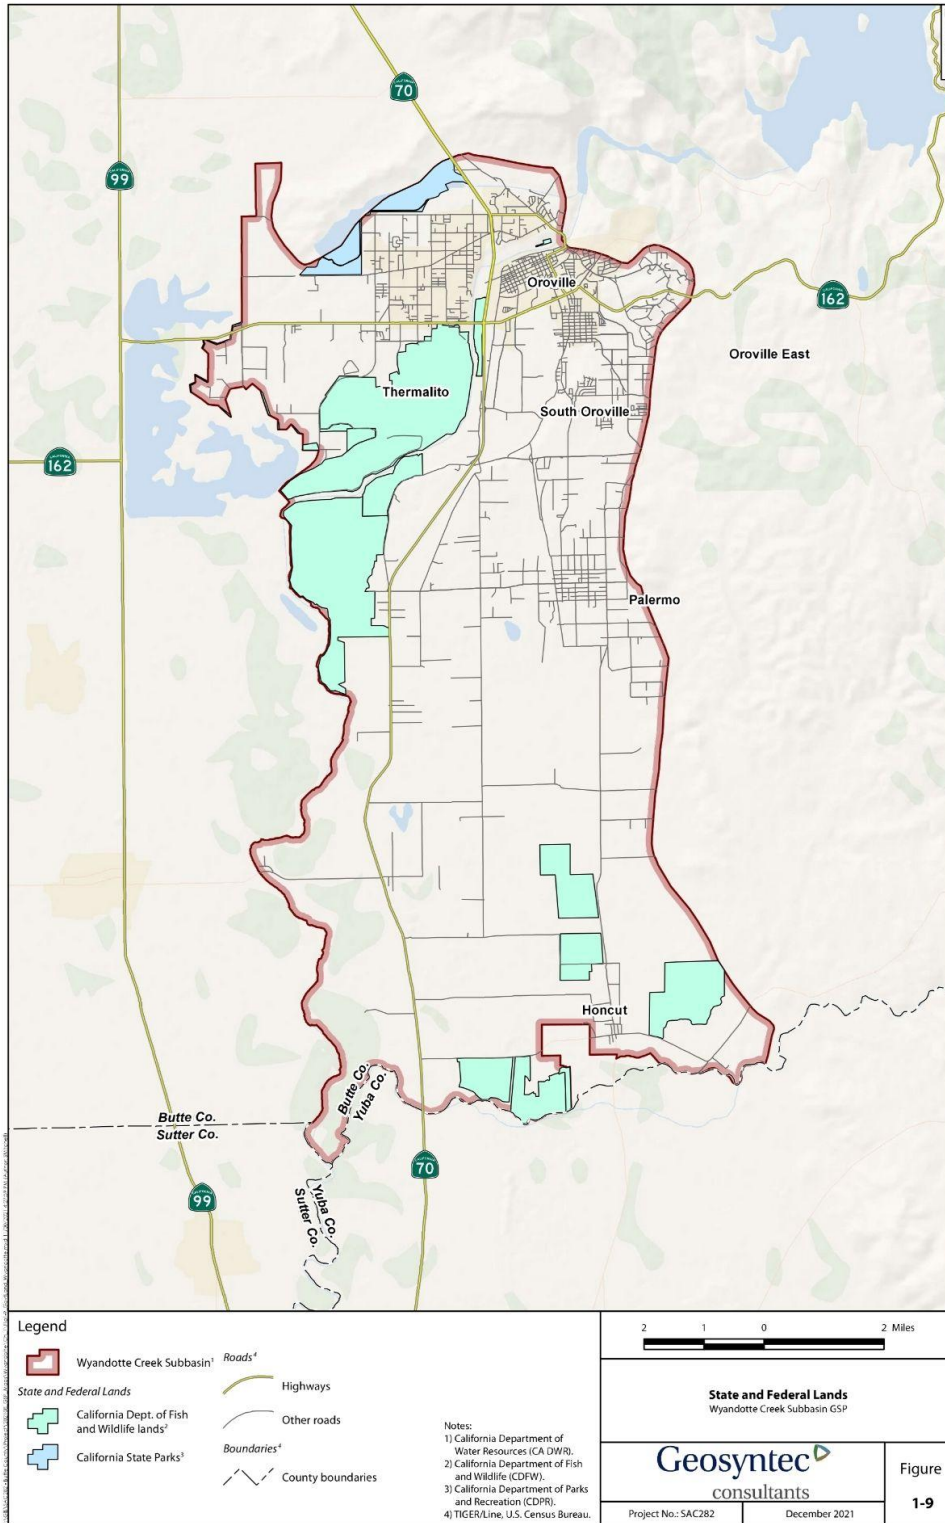 70
99
Oroville
162
Oroville East
Thermalito
South Oroville
162
Palermo
Honcut
Butte Co.
Yuba Co.
Butte Co.
Sutter Co.
70
99
Yuba Co.
Sutter Co.
Legend
Wyandotte Creek Subbasin¹
State and Federal Lands
California Dept. of Fish
and Wildlife lands²
California State Parks³
Roads⁴
Highways
Other roads
Boundaries⁴
County boundaries
Notes:
1) California Department of
Water Resources (CA DWR).
2) California Department of Fish
and Wildlife (CDFW).
3) California Department of Parks
and Recreation (CDPR).
4) TIGER/Line, U.S. Census Bureau.
2 1 0 2 Miles
State and Federal Lands
Wyandotte Creek Subbasin GSP
Geosyntec
consultants
Project No.: SAC282
December 2021
Figure
1-9